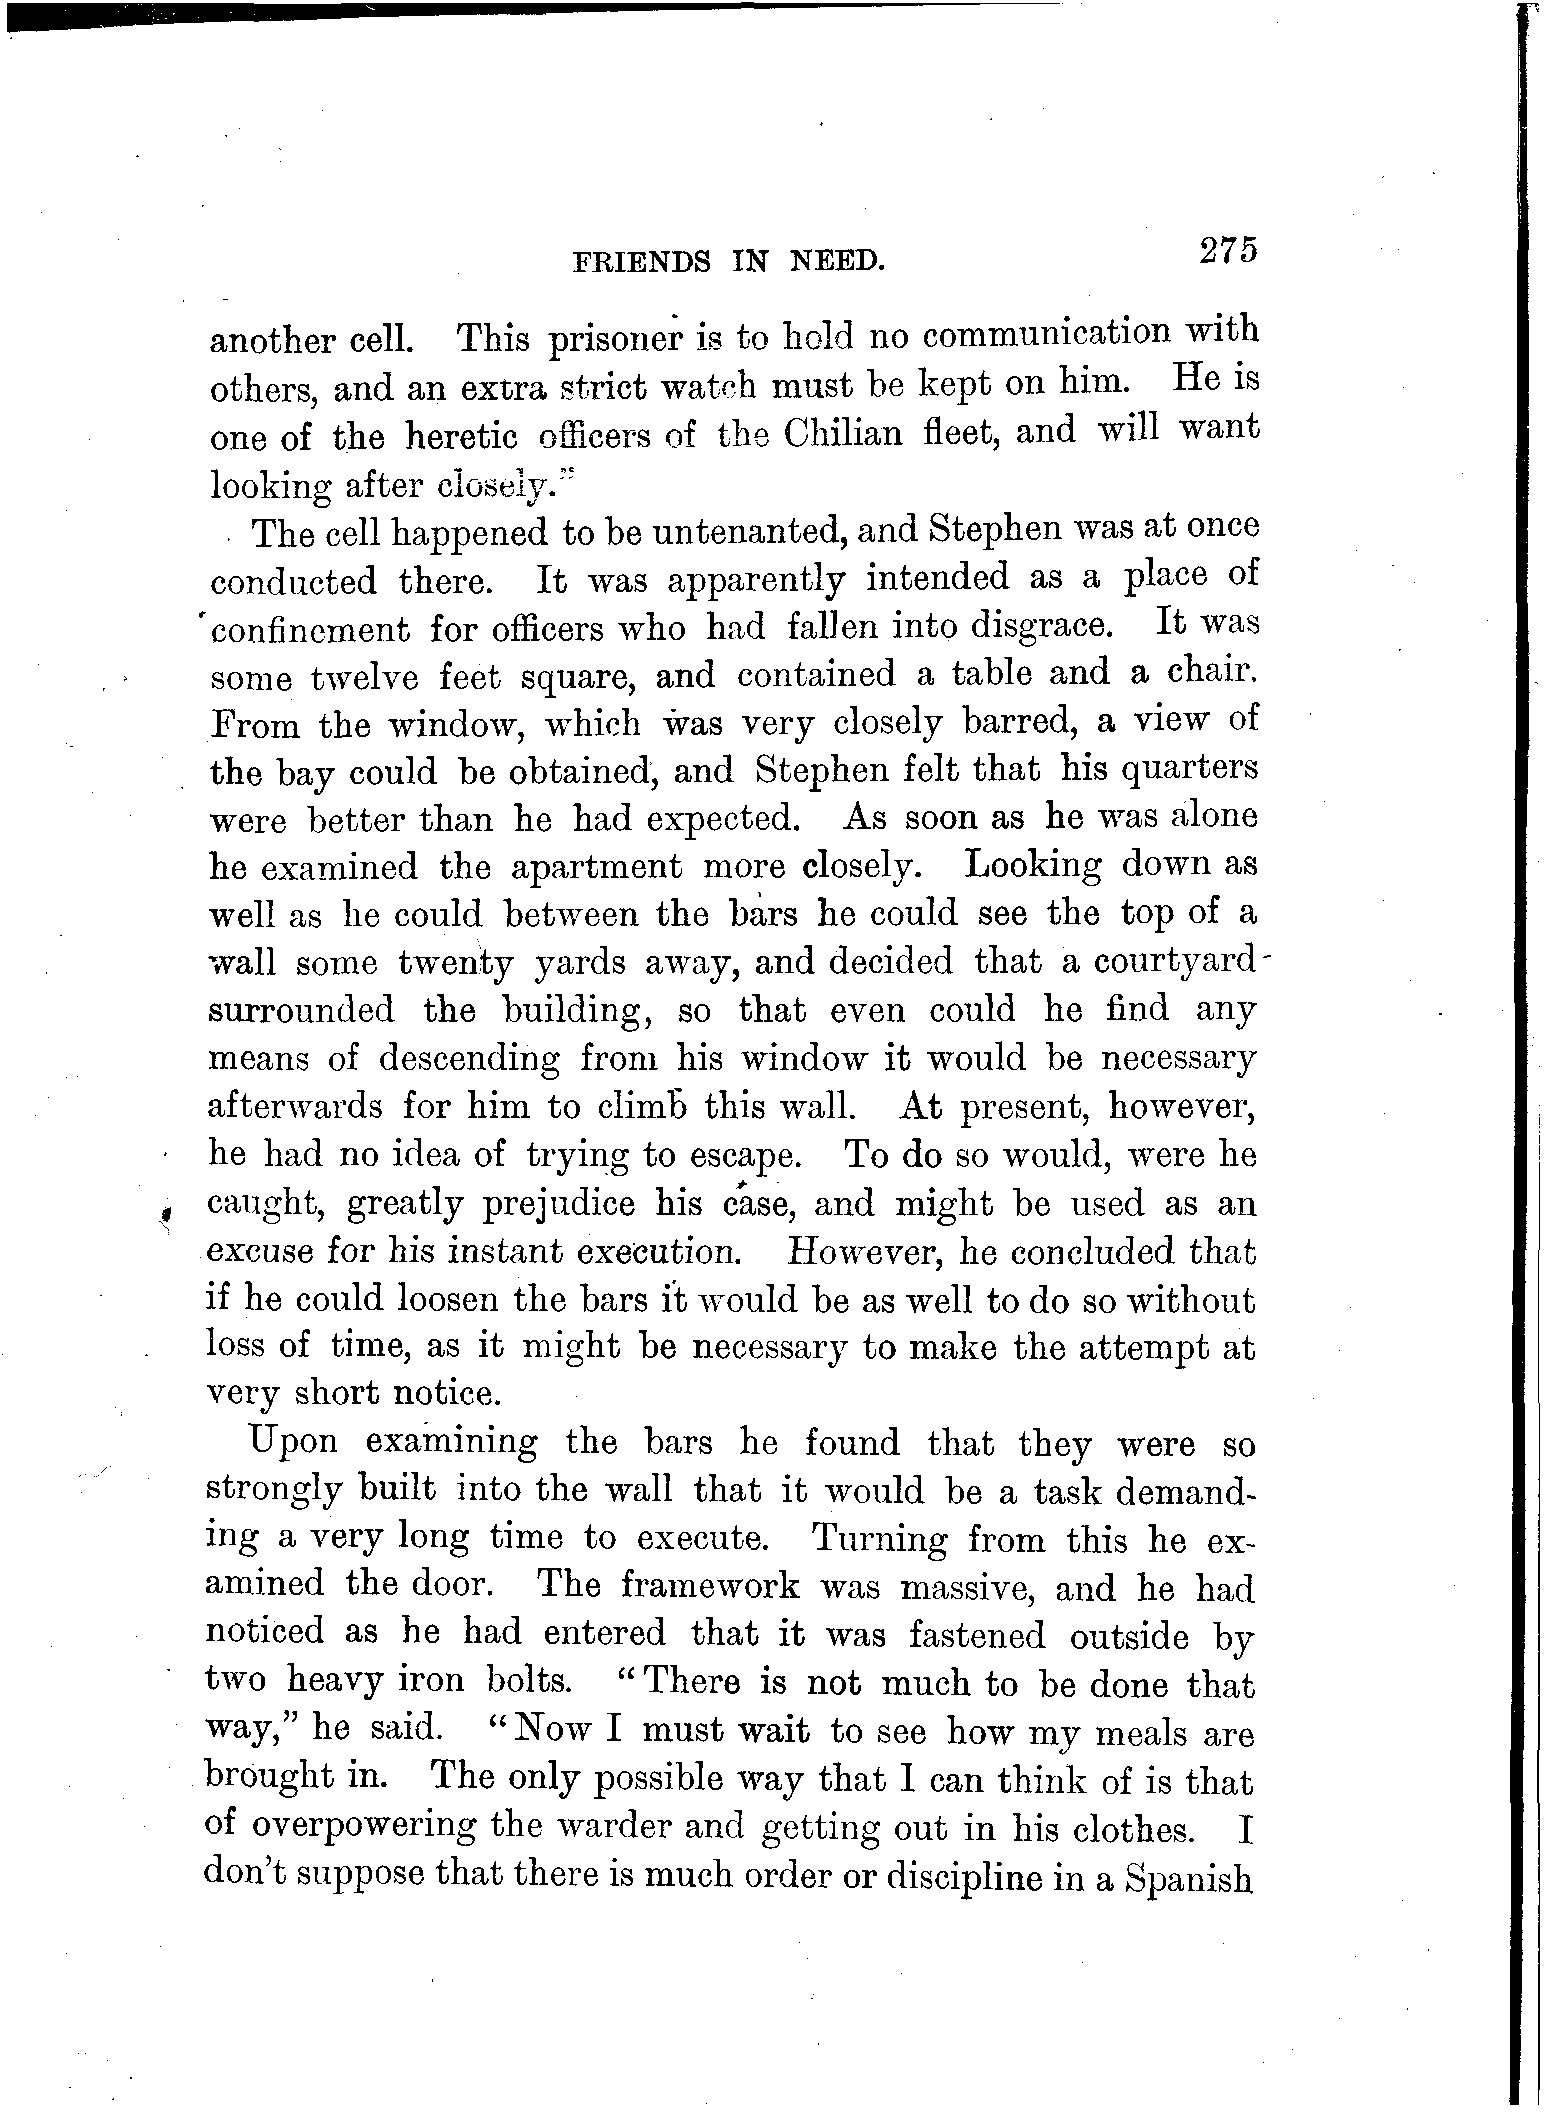 FRIENDS IN NEED. 275
another cell. This prisoner is to hold no communication with
others, and an extra strict watch must be kept on him. He is
one of the heretic officers of the Chilian fleet, and will want
looking after closely."
The cell happened to be untenanted, and Stephen was at once
conducted there. It was apparently intended as a place of
confinement for officers who had fallen into disgrace. It was
some twelve feet square, and contained a table and a chair.
From the window, which was very closely barred, a view of
the bay could be obtained, and Stephen felt that his quarters
were better than he had expected. As soon as he was alone
he examined the apartment more closely. Looking down as
well as he could between the bars he could see the top of a
wall some twenty yards away, and decided that a courtyard
surrounded the building, so that even could he find any
means of descending from his window it would be necessary
afterwards for him to climb this wall. At present, however,
he had no idea of trying to escape. To do so would, were he
caught, greatly prejudice his case, and might be used as an
excuse for his instant execution. However, he concluded that
if he could loosen the bars it would be as well to do so without
loss of time, as it might be necessary to make the attempt at
very short notice.
Upon examining the bars he found that they were so
strongly built into the wall that it would be a task demand-
ing a very long time to execute. Turning from this he ex-
amined the door. The framework was massive, and he had
noticed as he had entered that it was fastened outside by
two heavy iron bolts. "There is not much to be done that
way," he said. "Now I must wait to see how my meals are
brought in. The only possible way that I can think of is that
of overpowering the warder and getting out in his clothes. I
don't suppose that there is much order or discipline in a Spanish